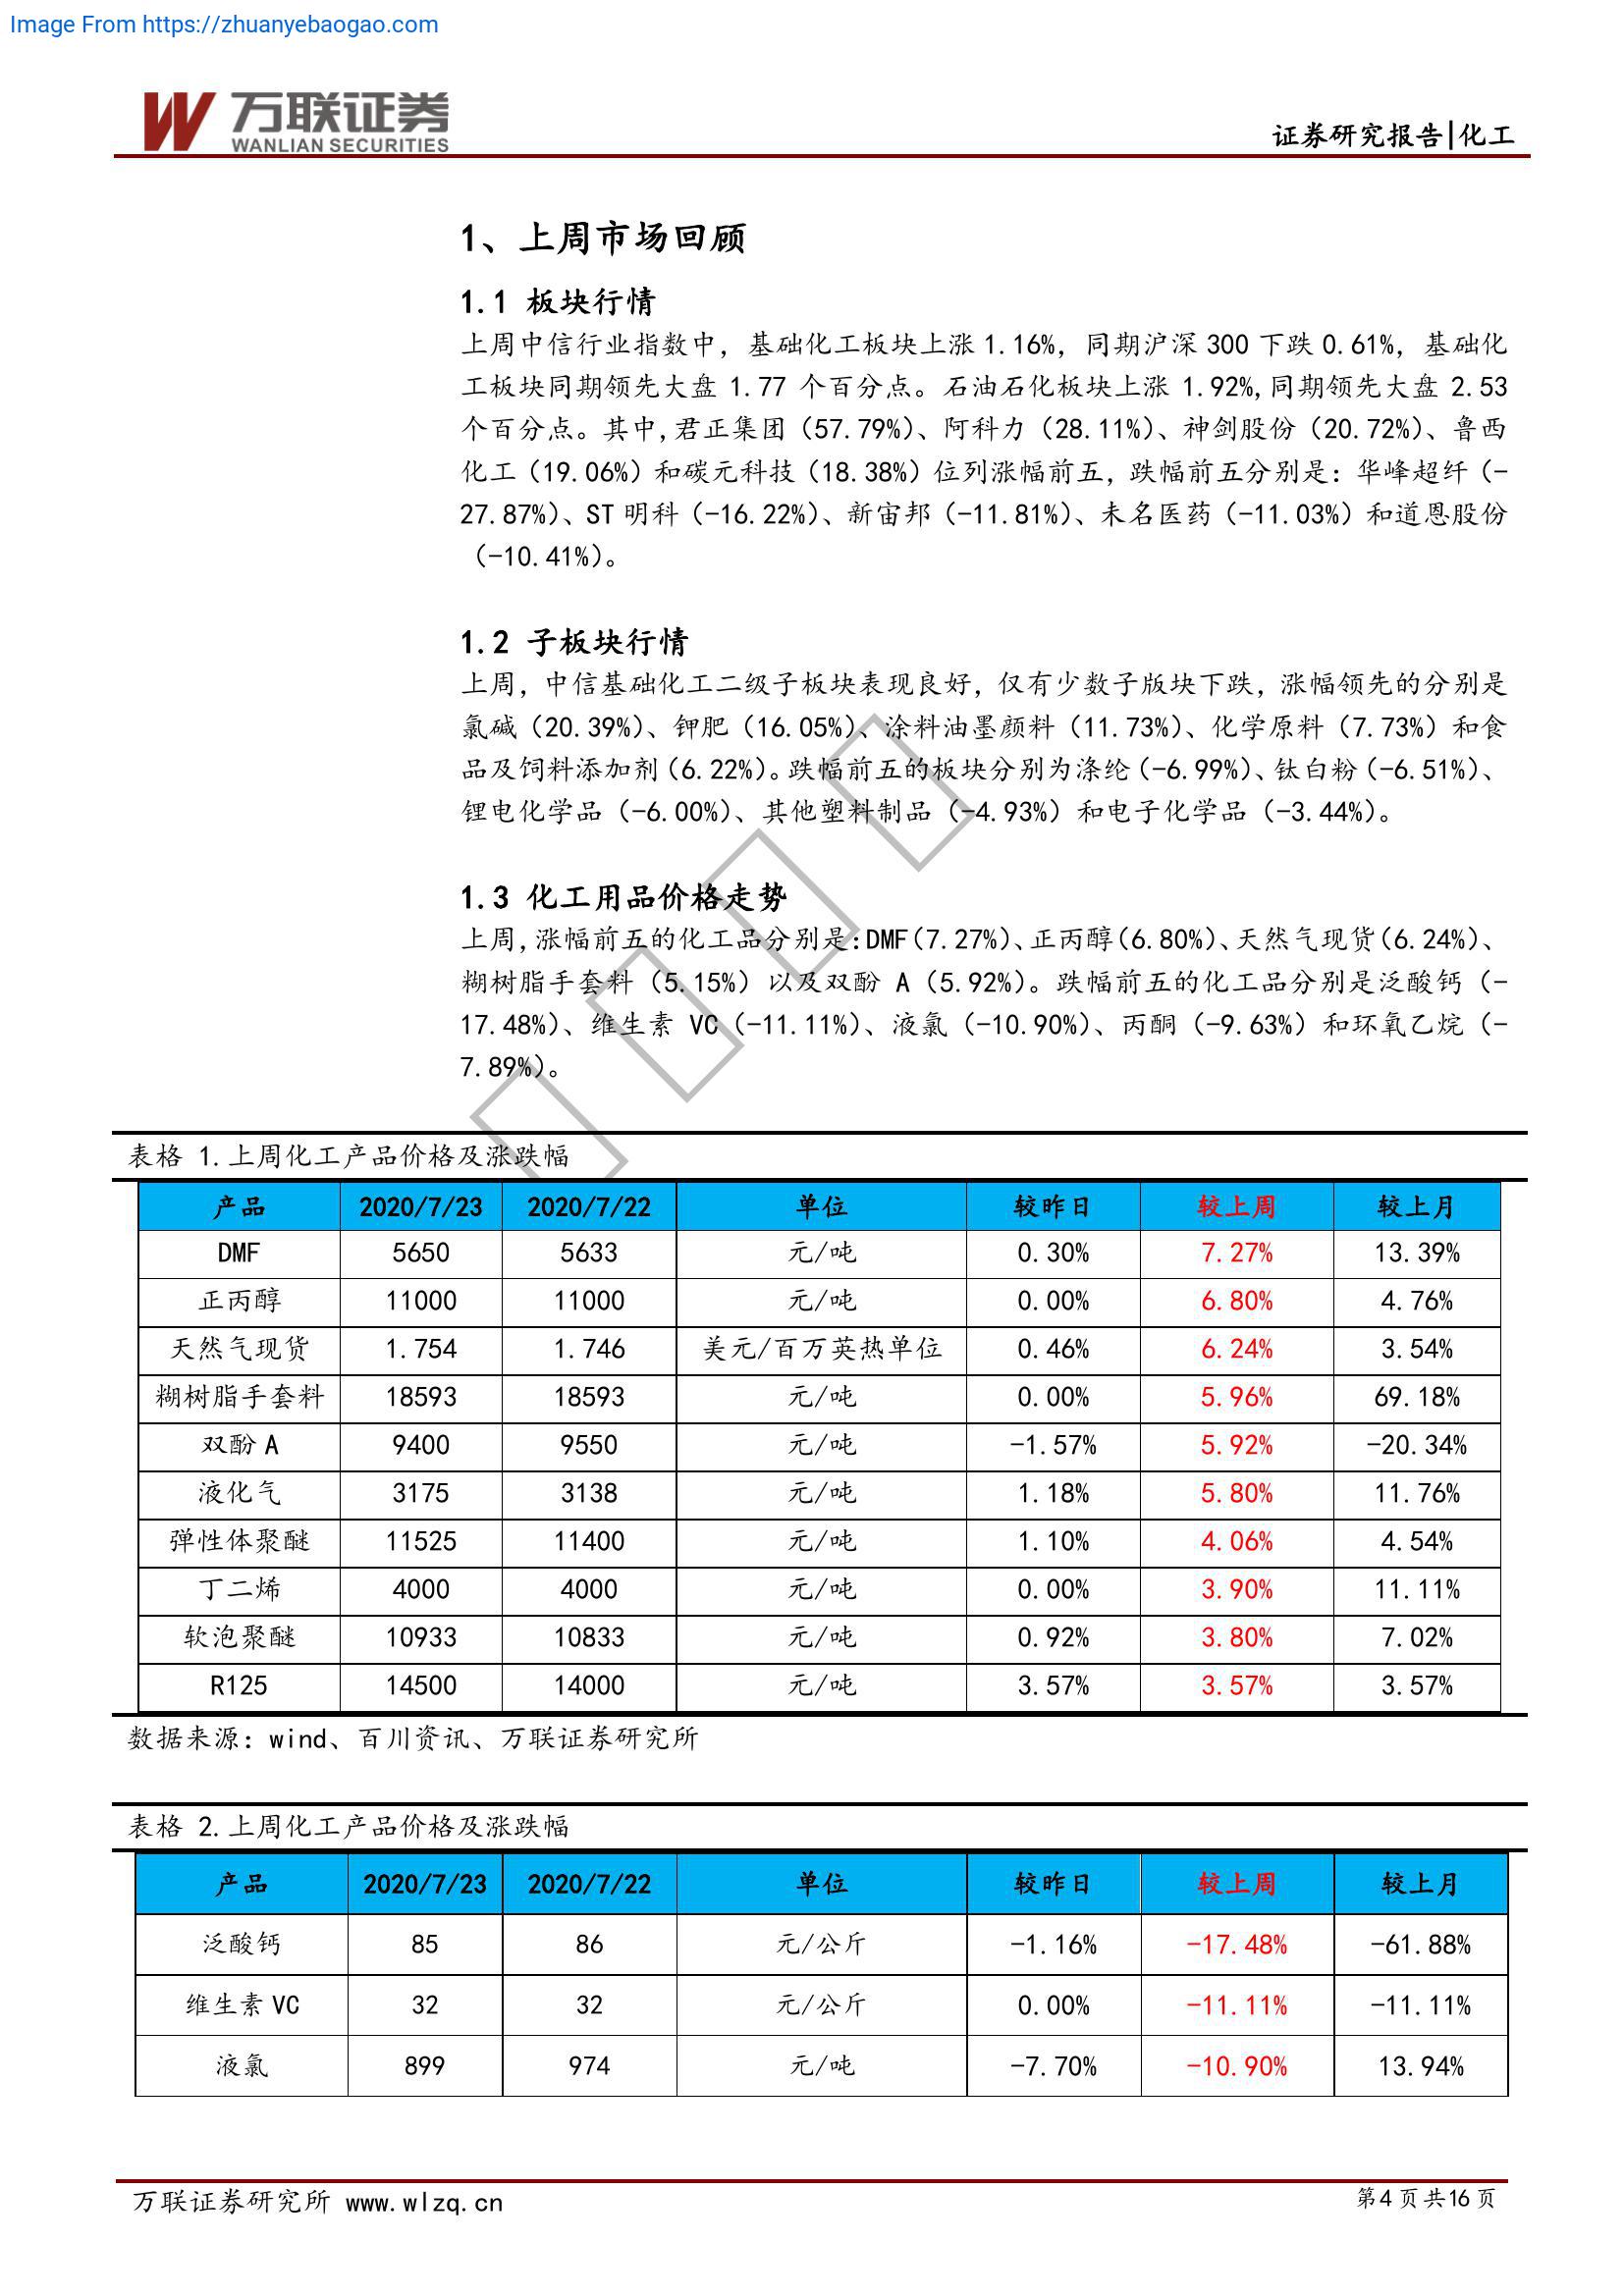 Image From https://zhuanyebaogao.com
万联证券
WANLIAN SECURITIES
证券研究报告|化工
1、上周市场回顾
1.1 板块行情
上周中信行业指数中，基础化工板块上涨 1.16%，同期沪深 300 下跌 0.61%，基础化
工板块同期领先大盘 1.77 个百分点。石油石化板块上涨 1.92%,同期领先大盘 2.53
个百分点。其中,君正集团（57.79%）、阿科力（28.11%）、神剑股份（20.72%）、鲁西
化工（19.06%）和碳元科技（18.38%）位列涨幅前五，跌幅前五分别是：华峰超纤（-
27.87%）、ST 明科（-16.22%）、新宙邦（-11.81%）、未名医药（-11.03%）和道恩股份
（-10.41%）。
1.2 子板块行情
上周，中信基础化工二级子板块表现良好，仅有少数子版块下跌，涨幅领先的分别是
氯碱（20.39%）、钾肥（16.05%）、涂料油墨颜料（11.73%）、化学原料（7.73%）和食
品及饲料添加剂（6.22%）。跌幅前五的板块分别为涤纶（-6.99%）、钛白粉（-6.51%）、
锂电化学品（-6.00%）、其他塑料制品（-4.93%）和电子化学品（-3.44%）。
1.3 化工用品价格走势
上周,涨幅前五的化工品分别是:DMF（7.27%）、正丙醇（6.80%）、天然气现货（6.24%）、
糊树脂手套料（5.15%）以及双酚 A（5.92%）。跌幅前五的化工品分别是泛酸钙（-
17.48%）、维生素 VC（-11.11%）、液氯（-10.90%）、丙酮（-9.63%）和环氧乙烷（-
7.89%）。
表格 1.上周化工产品价格及涨跌幅
产品 2020/7/23 2020/7/22 单位 较昨日 较上周 较上月
DMF 5650 5633 元/吨 0.30% 7.27% 13.39%
正丙醇 11000 11000 元/吨 0.00% 6.80% 4.76%
天然气现货 1.754 1.746 美元/百万英热单位 0.46% 6.24% 3.54%
糊树脂手套料 18593 18593 元/吨 0.00% 5.96% 69.18%
双酚 A 9400 9550 元/吨 -1.57% 5.92% -20.34%
液化气 3175 3138 元/吨 1.18% 5.80% 11.76%
弹性体聚醚 11525 11400 元/吨 1.10% 4.06% 4.54%
丁二烯 4000 4000 元/吨 0.00% 3.90% 11.11%
软泡聚醚 10933 10833 元/吨 0.92% 3.80% 7.02%
R125 14500 14000 元/吨 3.57% 3.57% 3.57%
数据来源：wind、百川资讯、万联证券研究所
表格 2.上周化工产品价格及涨跌幅
产品 2020/7/23 2020/7/22 单位 较昨日 较上周 较上月
泛酸钙 85 86 元/公斤 -1.16% -17.48% -61.88%
维生素 VC 32 32 元/公斤 0.00% -11.11% -11.11%
液氯 899 974 元/吨 -7.70% -10.90% 13.94%
万联证券研究所 www.wlzq.cn
第4 页 共16 页